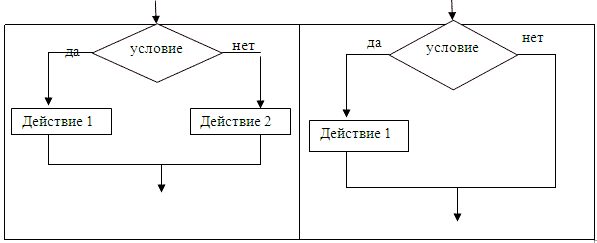 условие
да
нет
Действие 1
Действие 2
условие
да
нет
Действие 1